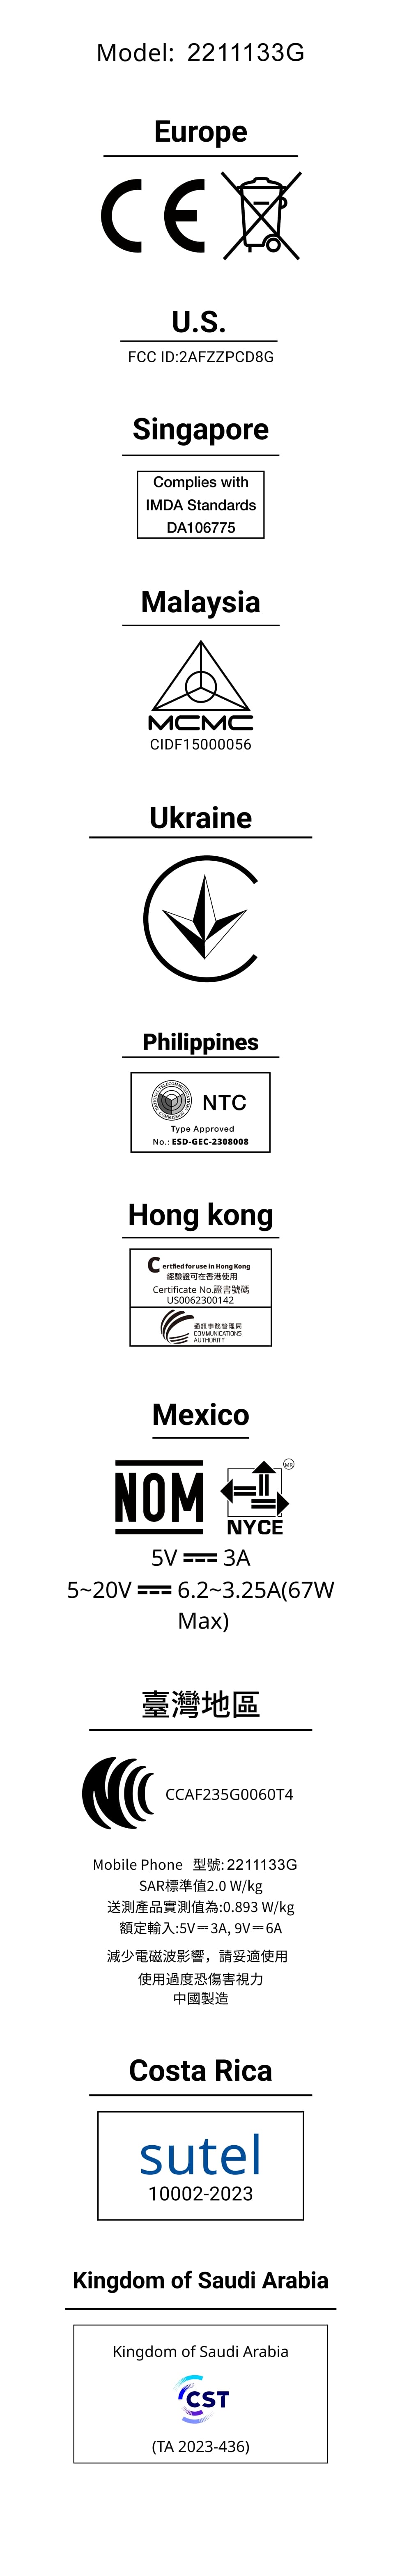 Model: 2211133G
Europe
CE
U.S.
FCC ID:2AFZZPCD8G
Singapore
Complies with
IMDA Standards
DA106775
Malaysia
MCMC
CIDF15000056
Ukraine
Philippines
NTC
Type Approved
No.: ESD-GEC-2308008
Hong kong
Certfied for use in Hong Kong
經驗證可在香港使用
Certificate No.證書號碼
US0062300142
通訊事務管理局
COMMUNICATIONS
AUTHORITY
Mexico
NOM
NYCE
5V ⎓ 3A
5~20V ⎓ 6.2~3.25A(67W
Max)
臺灣地區
CCAF235G0060T4
Mobile Phone 型號: 2211133G
SAR標準值2.0 W/kg
送測產品實測值為:0.893 W/kg
額定輸入:5V⎓3A, 9V⎓6A
減少電磁波影響，請妥適使用
使用過度恐傷害視力
中國製造
Costa Rica
sutel
10002-2023
Kingdom of Saudi Arabia
Kingdom of Saudi Arabia
CST
(TA 2023-436)